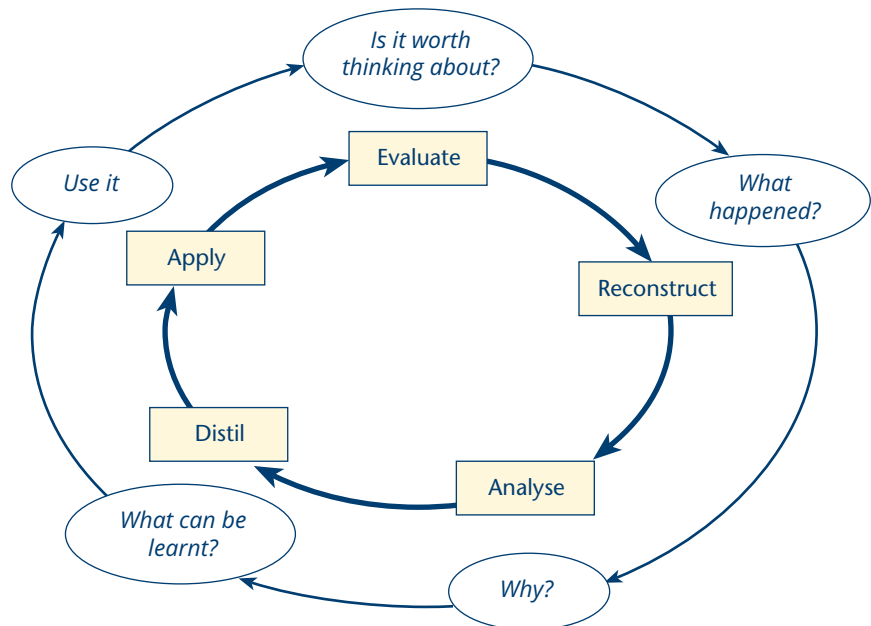 Is it worth
thinking about?
Evaluate
Use it
What
happened?
Apply
Reconstruct
Distil
Analyse
What can be
learnt?
Why?